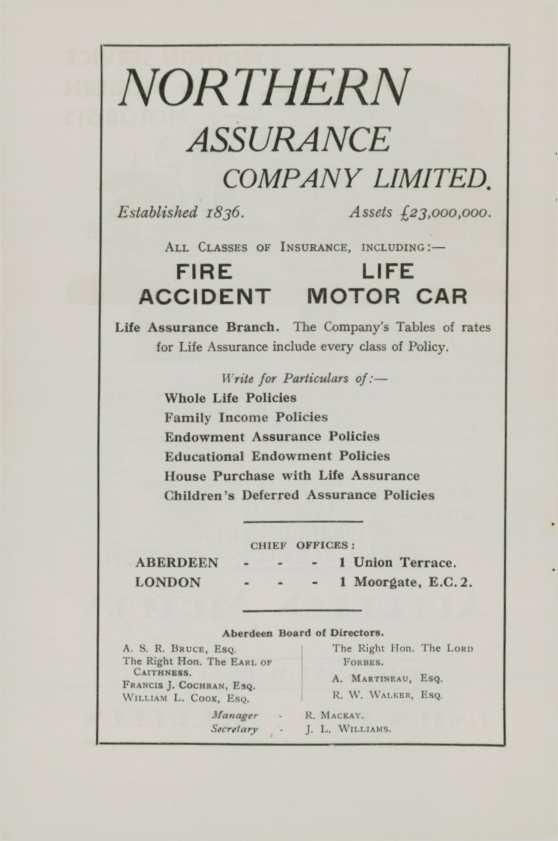 NORTHERN
ASSURANCE
COMPANY LIMITED.
Established 1836. Assets £23,000,000.
ALL CLASSES OF INSURANCE, INCLUDING:—
FIRE LIFE
ACCIDENT MOTOR CAR
Life Assurance Branch. The Company's Tables of rates
for Life Assurance include every class of Policy.
Write for Particulars of:—
Whole Life Policies
Family Income Policies
Endowment Assurance Policies
Educational Endowment Policies
House Purchase with Life Assurance
Children's Deferred Assurance Policies
CHIEF OFFICES:
ABERDEEN - - - 1 Union Terrace.
LONDON - - - 1 Moorgate, E.C.2.
Aberdeen Board of Directors.
A. S. R. BRUCE, ESQ.
The Right Hon. THE EARL OF
CAITHNESS.
FRANCIS J. COCHRAN, ESQ.
WILLIAM L. COOK, ESQ.
The Right Hon. THE LORD
FORBES.
A. MARTINEAU, ESQ.
R. W. WALKER, ESQ.
Manager - R. MACKAY.
Secretary - J. L. WILLIAMS.